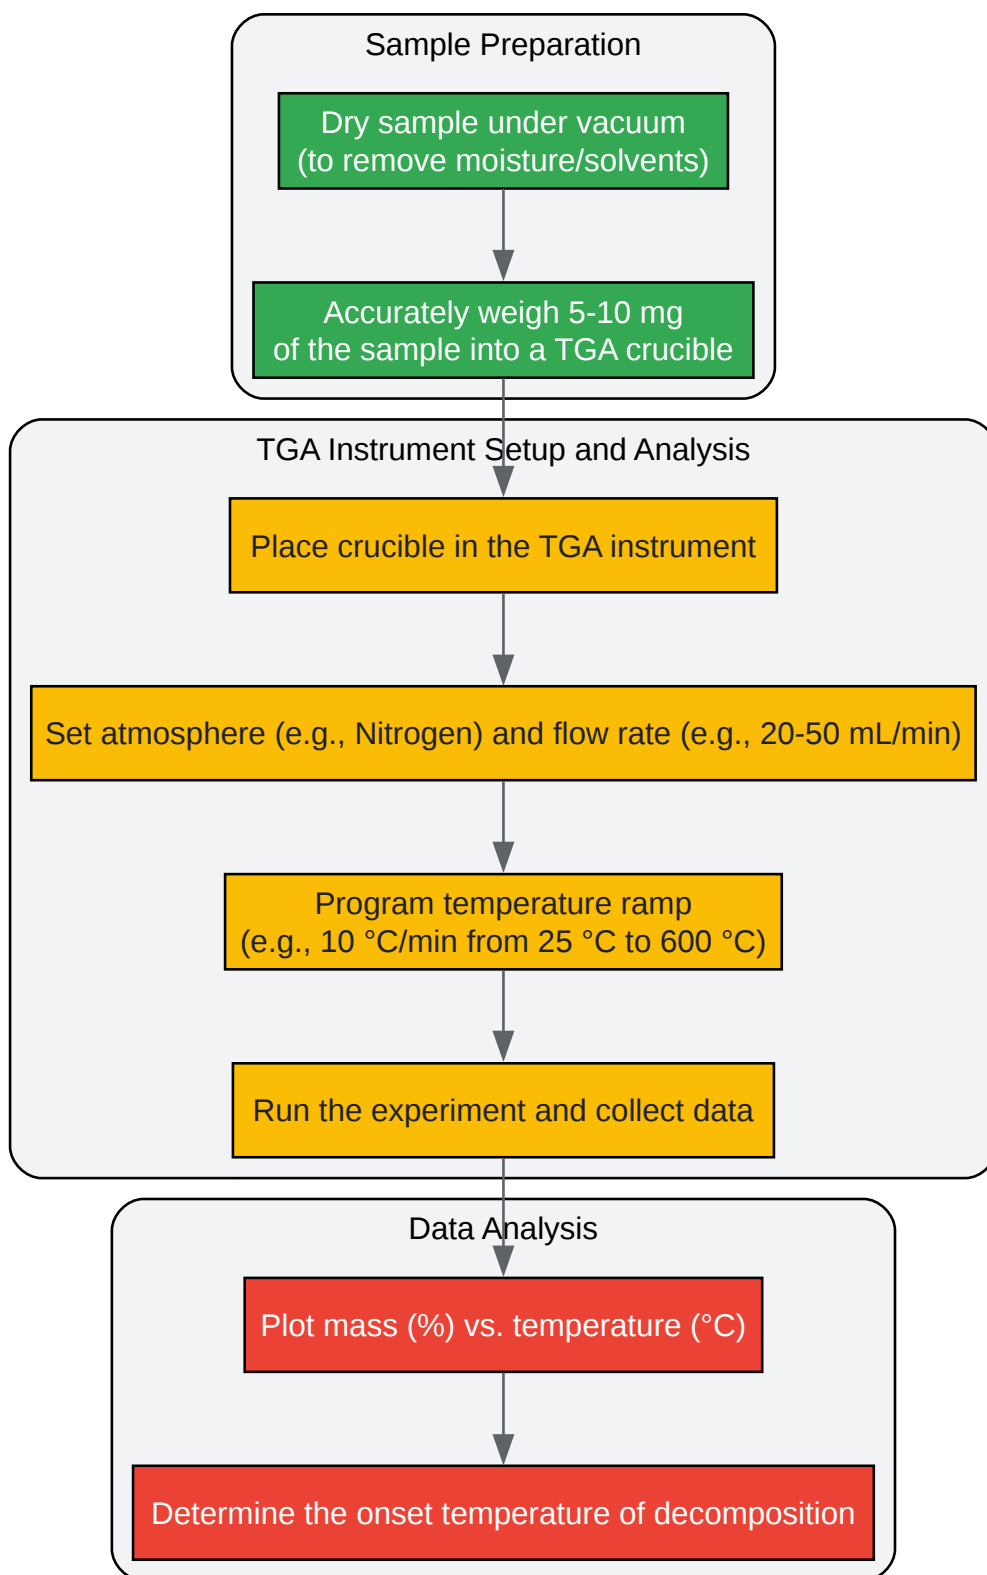 Sample Preparation
Dry sample under vacuum
(to remove moisture/solvents)
Accurately weigh 5-10 mg
of the sample into a TGA crucible
TGA Instrument Setup and Analysis
Place crucible in the TGA instrument
Set atmosphere (e.g., Nitrogen) and flow rate (e.g., 20-50 mL/min)
Program temperature ramp
(e.g., 10 °C/min from 25 °C to 600 °C)
Run the experiment and collect data
Data Analysis
Plot mass (%) vs. temperature (°C)
Determine the onset temperature of decomposition